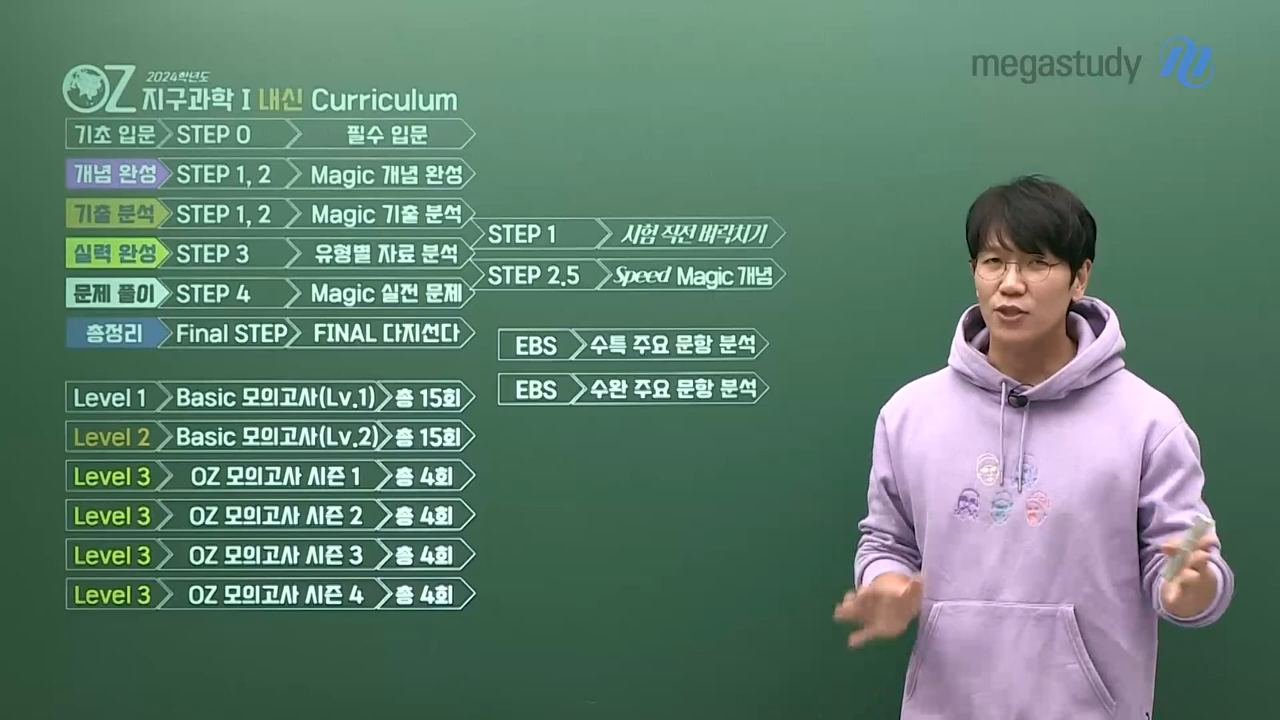 megastudy
OZ 2024학년도
지구과학 I 내신 Curriculum
기초 입문 STEP 0 필수 입문
개념 완성 STEP 1, 2 Magic 개념 완성
기출 분석 STEP 1, 2 Magic 기출 분석
실력 완성 STEP 3 유형별 자료 분석
문제 풀이 STEP 4 Magic 실전 문제
총정리 Final STEP FINAL 다지선다
STEP 1 시험 직전 벼락치기
STEP 2.5 Speed Magic 개념
EBS 수특 주요 문항 분석
EBS 수완 주요 문항 분석
Level 1 Basic 모의고사(Lv.1) 총 15회
Level 2 Basic 모의고사(Lv.2) 총 15회
Level 3 OZ 모의고사 시즌 1 총 4회
Level 3 OZ 모의고사 시즌 2 총 4회
Level 3 OZ 모의고사 시즌 3 총 4회
Level 3 OZ 모의고사 시즌 4 총 4회